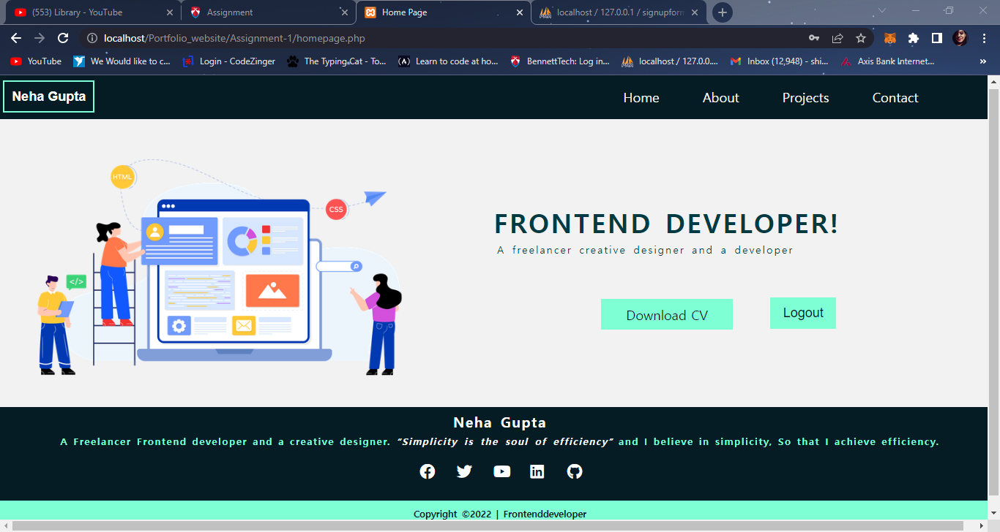 (553) Library - YouTube
Assignment
Home Page
localhost / 127.0.0.1 / signupform
localhost/Portfolio_website/Assignment-1/homepage.php
YouTube
We Would like to c...
Login - CodeZinger
The Typing Cat - To...
Learn to code at ho...
BennettTech: Log in...
localhost / 127.0.0....
Inbox (12,948) - shi...
Axis Bank Internet...
Neha Gupta
Home
About
Projects
Contact
HTML
CSS
</>
FRONTEND DEVELOPER!
A freelancer creative designer and a developer
Download CV
Logout
Neha Gupta
A Freelancer Frontend developer and a creative designer. “Simplicity is the soul of efficiency” and I believe in simplicity, So that I achieve efficiency.
Copyright ©2022 | Frontenddeveloper